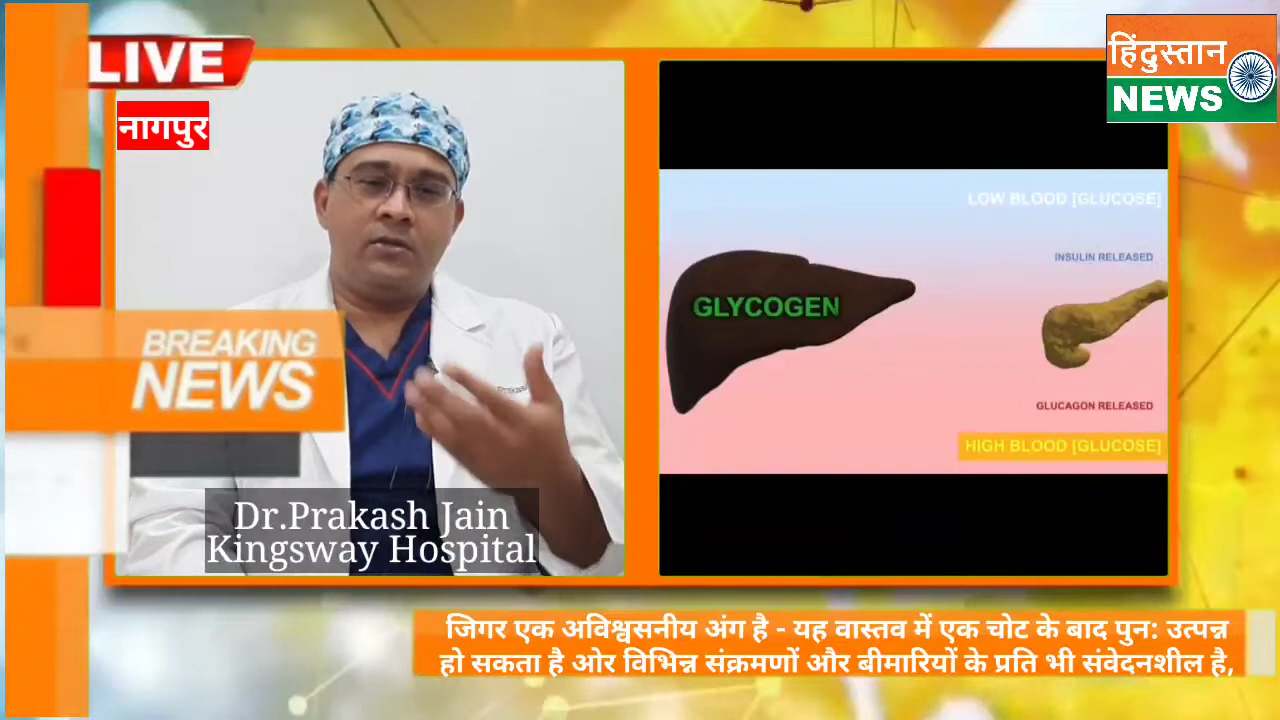 LIVE
नागपुर
हिंदुस्तान
NEWS
BREAKING
NEWS
Dr.Prakash Jain
Kingsway Hospital
LOW BLOOD [GLUCOSE]
INSULIN RELEASED
GLYCOGEN
GLUCAGON RELEASED
HIGH BLOOD [GLUCOSE]
जिगर एक अविश्वसनीय अंग है - यह वास्तव में एक चोट के बाद पुन: उत्पन्न
हो सकता है ओर विभिन्न संक्रमणों और बीमारियों के प्रति भी संवेदनशील है,